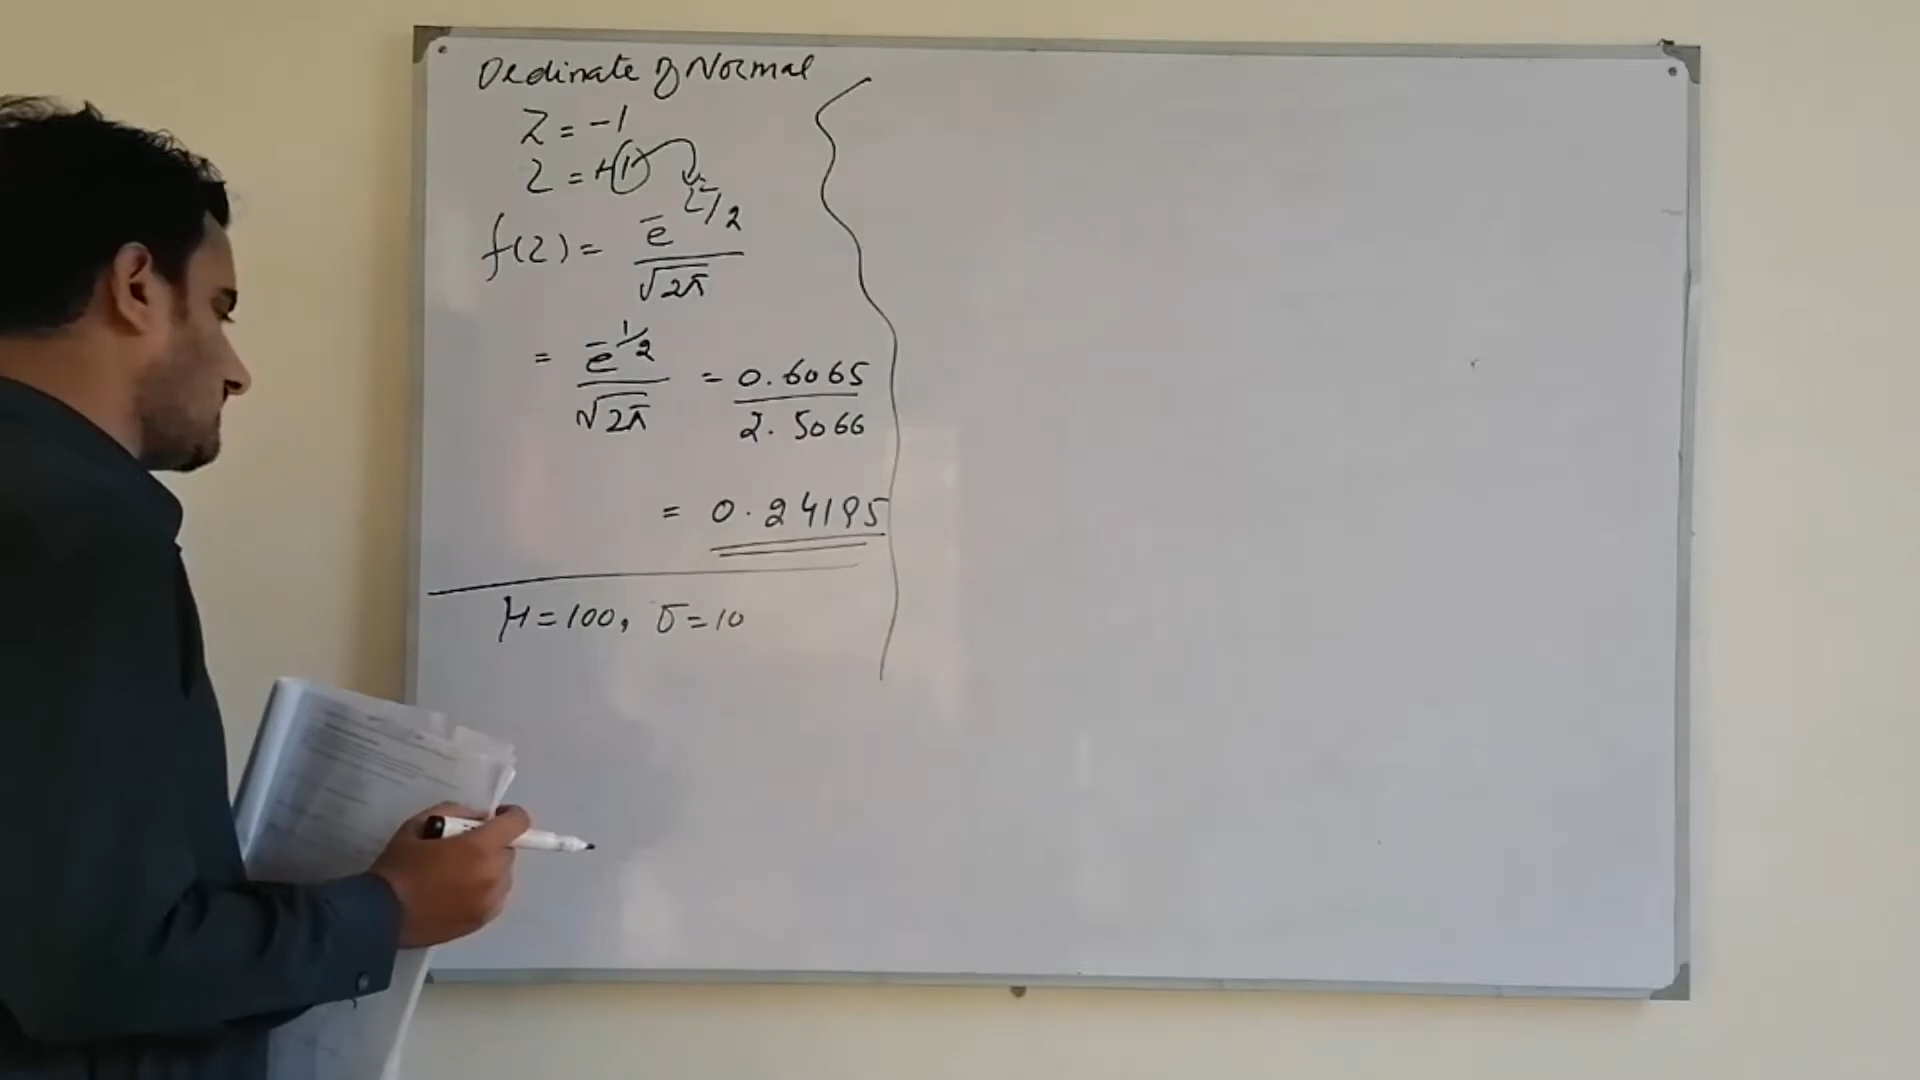 Ordinate of Normal
Z = -1
Z = +1
f(Z) = e^-Z²/2 / √2π
= e^-1/2 / √2π = 0.6065 / 2.5066
= 0.24195
μ = 100, σ = 10